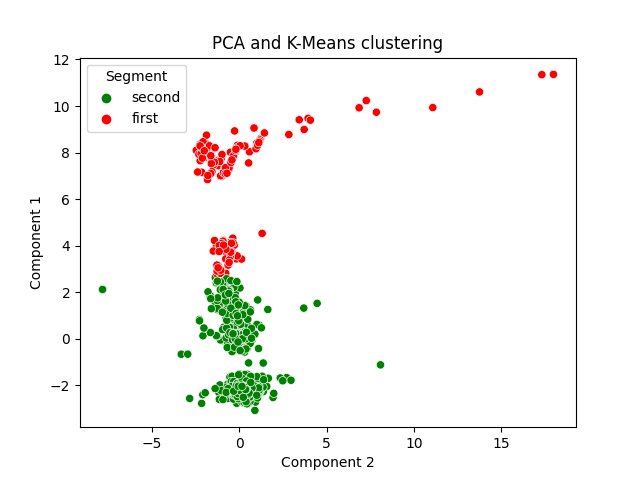 PCA and K-Means clustering
Segment
second
first
12
10
8
6
4
2
0
−2
Component 1
−5
0
5
10
15
Component 2